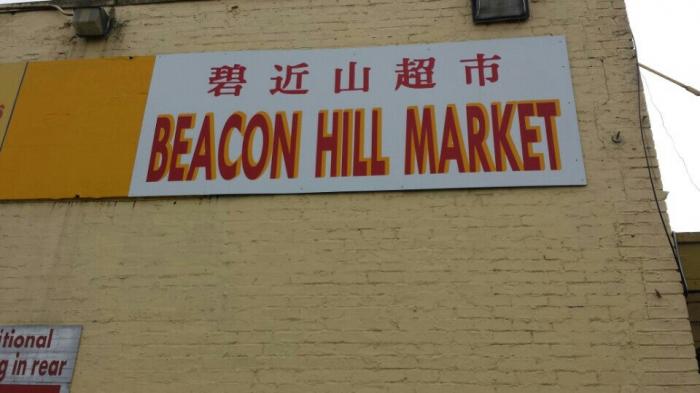 碧近山超市
BEACON HILL MARKET
itional
g in rear